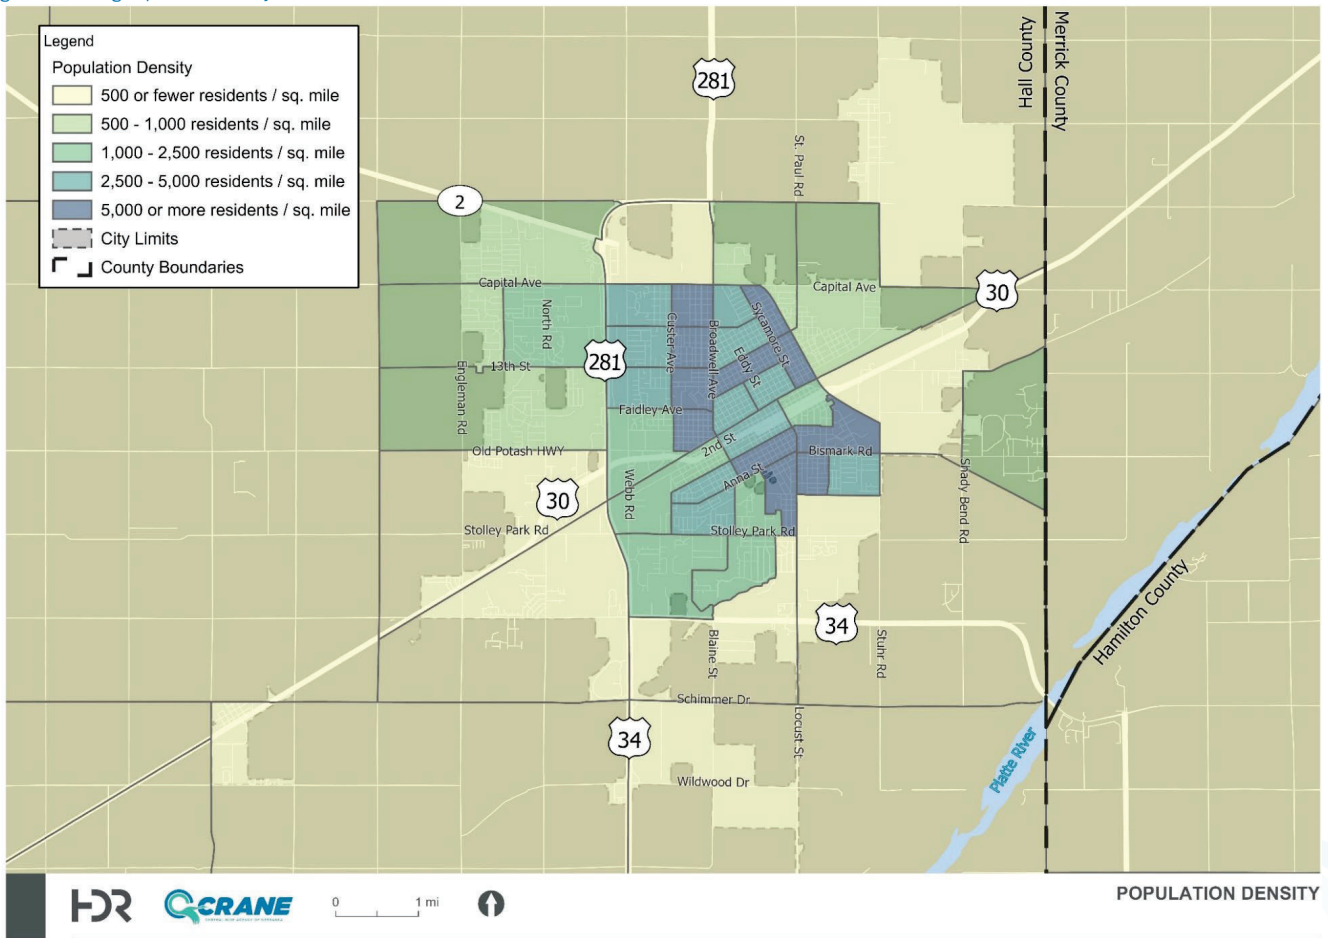 Legend
Population Density
500 or fewer residents / sq. mile
500 - 1,000 residents / sq. mile
1,000 - 2,500 residents / sq. mile
2,500 - 5,000 residents / sq. mile
5,000 or more residents / sq. mile
City Limits
County Boundaries
281
Hall County
Merrick County
St. Paul Rd
2
Capital Ave
Capital Ave
30
North Rd
Custer Ave
Broadwell Ave
Sycamore St
Eddy St
281
13th St
Engleman Rd
Faidley Ave
2nd St
Old Potash HWY
Bismark Rd
Webb Rd
Anna St
Shady Bend Rd
30
Stolley Park Rd
Stolley Park Rd
34
Hamilton County
Blaine St
Stuhr Rd
Schimmer Dr
Locust St
34
Platte River
Wildwood Dr
HDR
CRANE
0 1 mi
POPULATION DENSITY